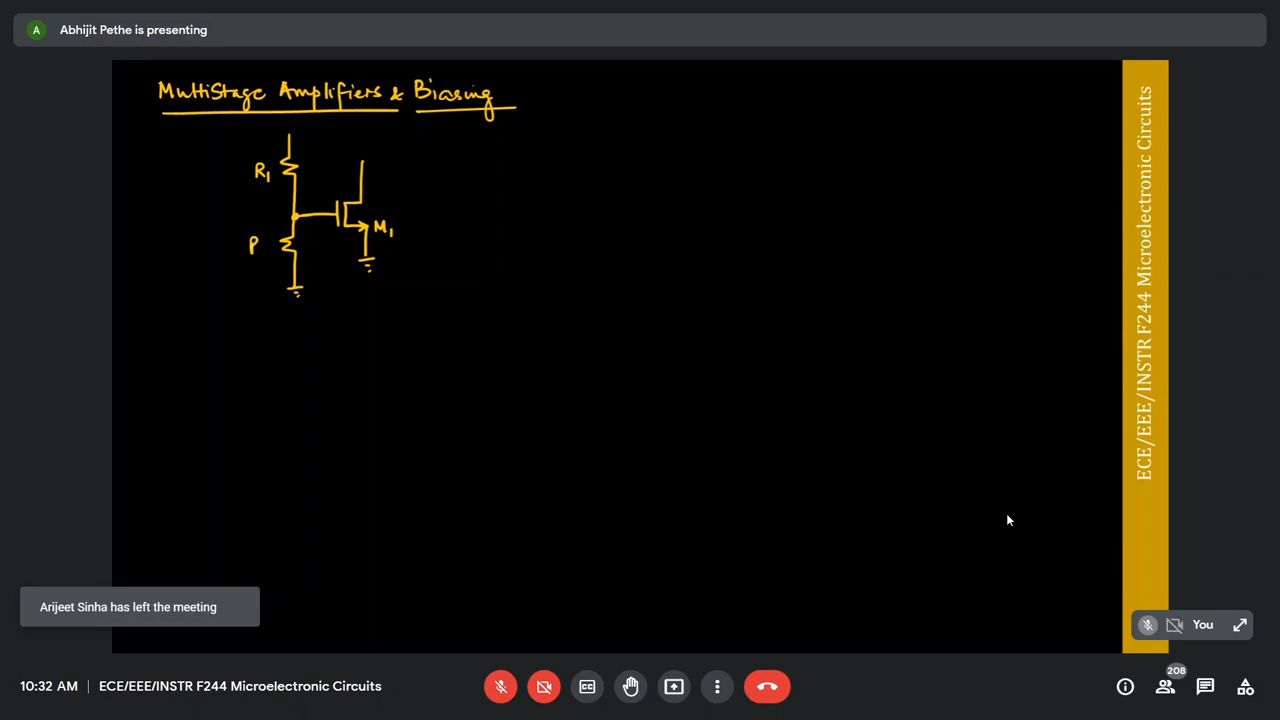 A Abhijit Pethe is presenting
MultiStage Amplifiers & Biasing
R1
M1
P
ECE/EEE/INSTR F244 Microelectronic Circuits
Arijeet Sinha has left the meeting
You
10:32 AM | ECE/EEE/INSTR F244 Microelectronic Circuits
CC
208